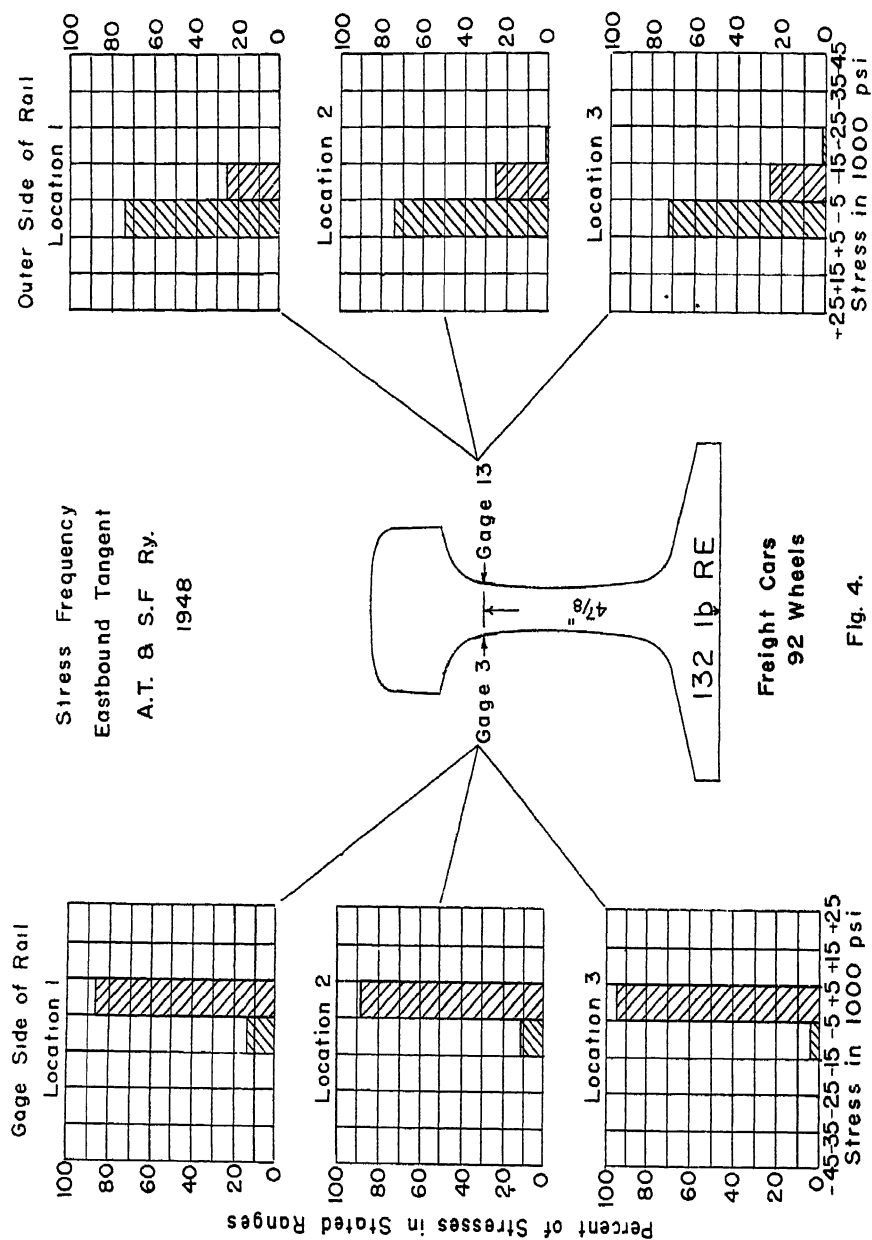 Stress Frequency
Eastbound Tangent
A.T. & S.F Ry.
1948
Gage Side of Rail
Location 1
100
80
60
40
20
0
Location 2
100
80
60
40
20
0
Location 3
100
80
60
40
20
0
-45-35-25-15 -5 +5 +15 +25
Stress in 1000 psi
Percent of Stresses in Stated Ranges
Outer Side of Rail
Location 1
100
80
60
40
20
0
Location 2
100
80
60
40
20
0
Location 3
100
80
60
40
20
0
+25+15 +5 -5 -15-25-35-45
Stress in 1000 psi
Gage 3
Gage 13
4 7/8"
132 lb RE
Freight Cars
92 Wheels
Fig. 4.